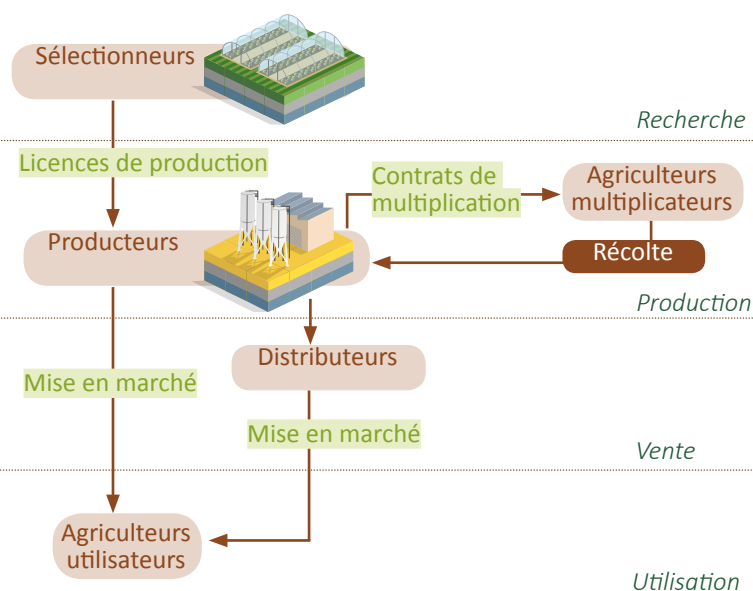 Sélectionneurs
Recherche
Licences de production
Contrats de
multiplication
Agriculteurs
multiplicateurs
Producteurs
Récolte
Production
Distributeurs
Mise en marché
Mise en marché
Vente
Agriculteurs
utilisateurs
Utilisation